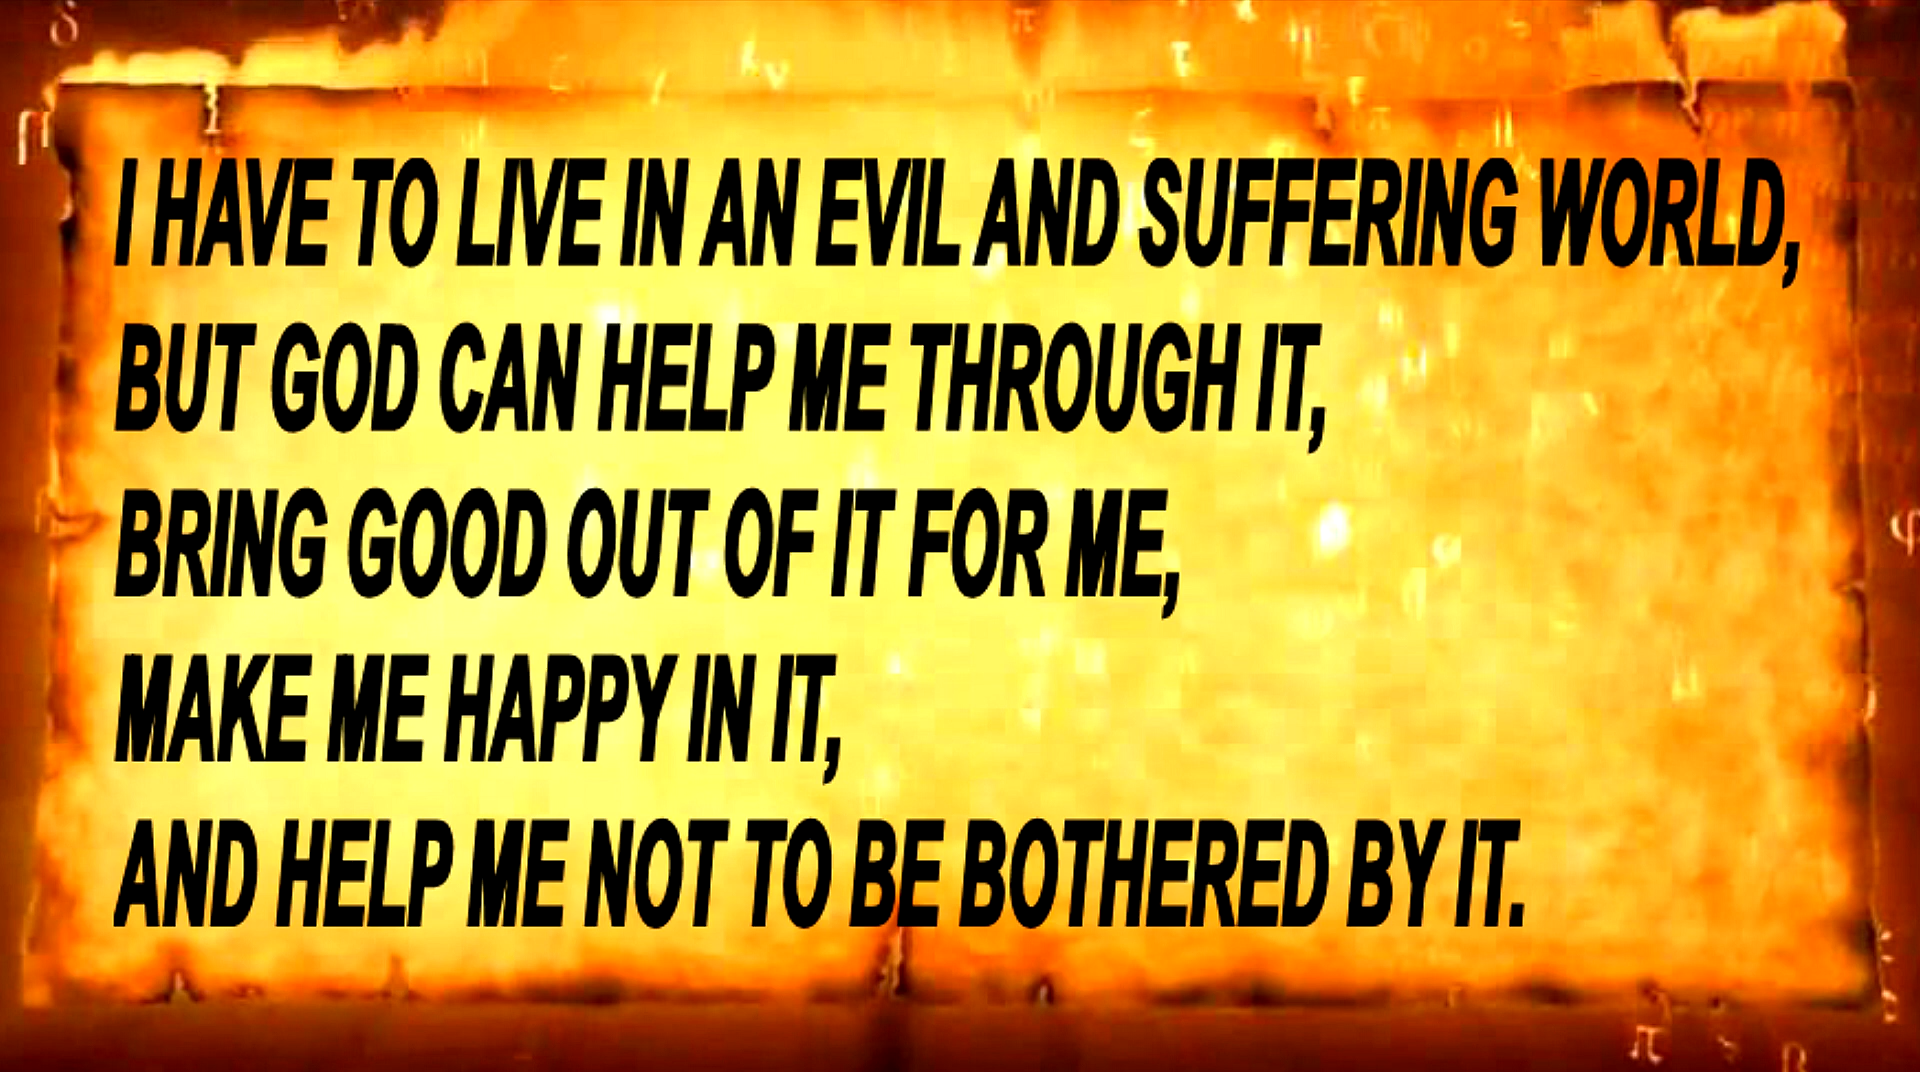 I HAVE TO LIVE IN AN EVIL AND SUFFERING WORLD,
BUT GOD CAN HELP ME THROUGH IT,
BRING GOOD OUT OF IT FOR ME,
MAKE ME HAPPY IN IT,
AND HELP ME NOT TO BE BOTHERED BY IT.